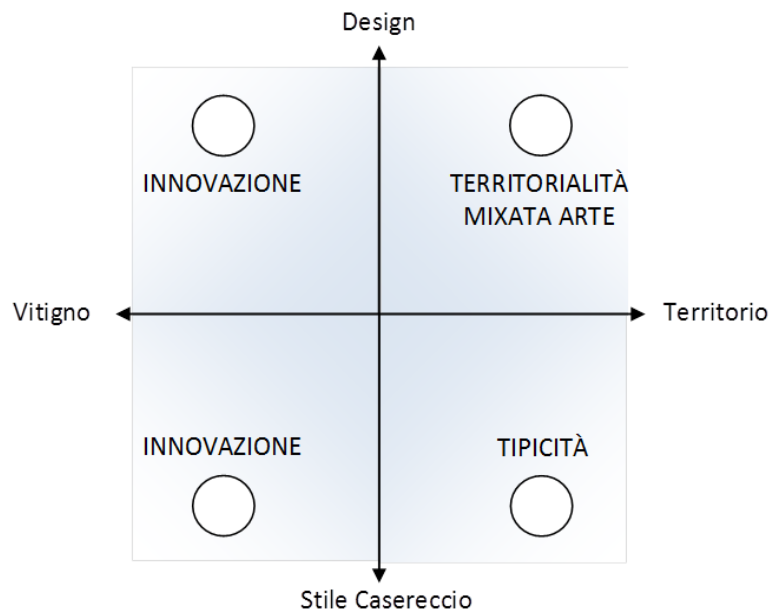 Design
INNOVAZIONE
TERRITORIALITÀ
MIXATA ARTE
Vitigno
Territorio
INNOVAZIONE
TIPICITÀ
Stile Casereccio